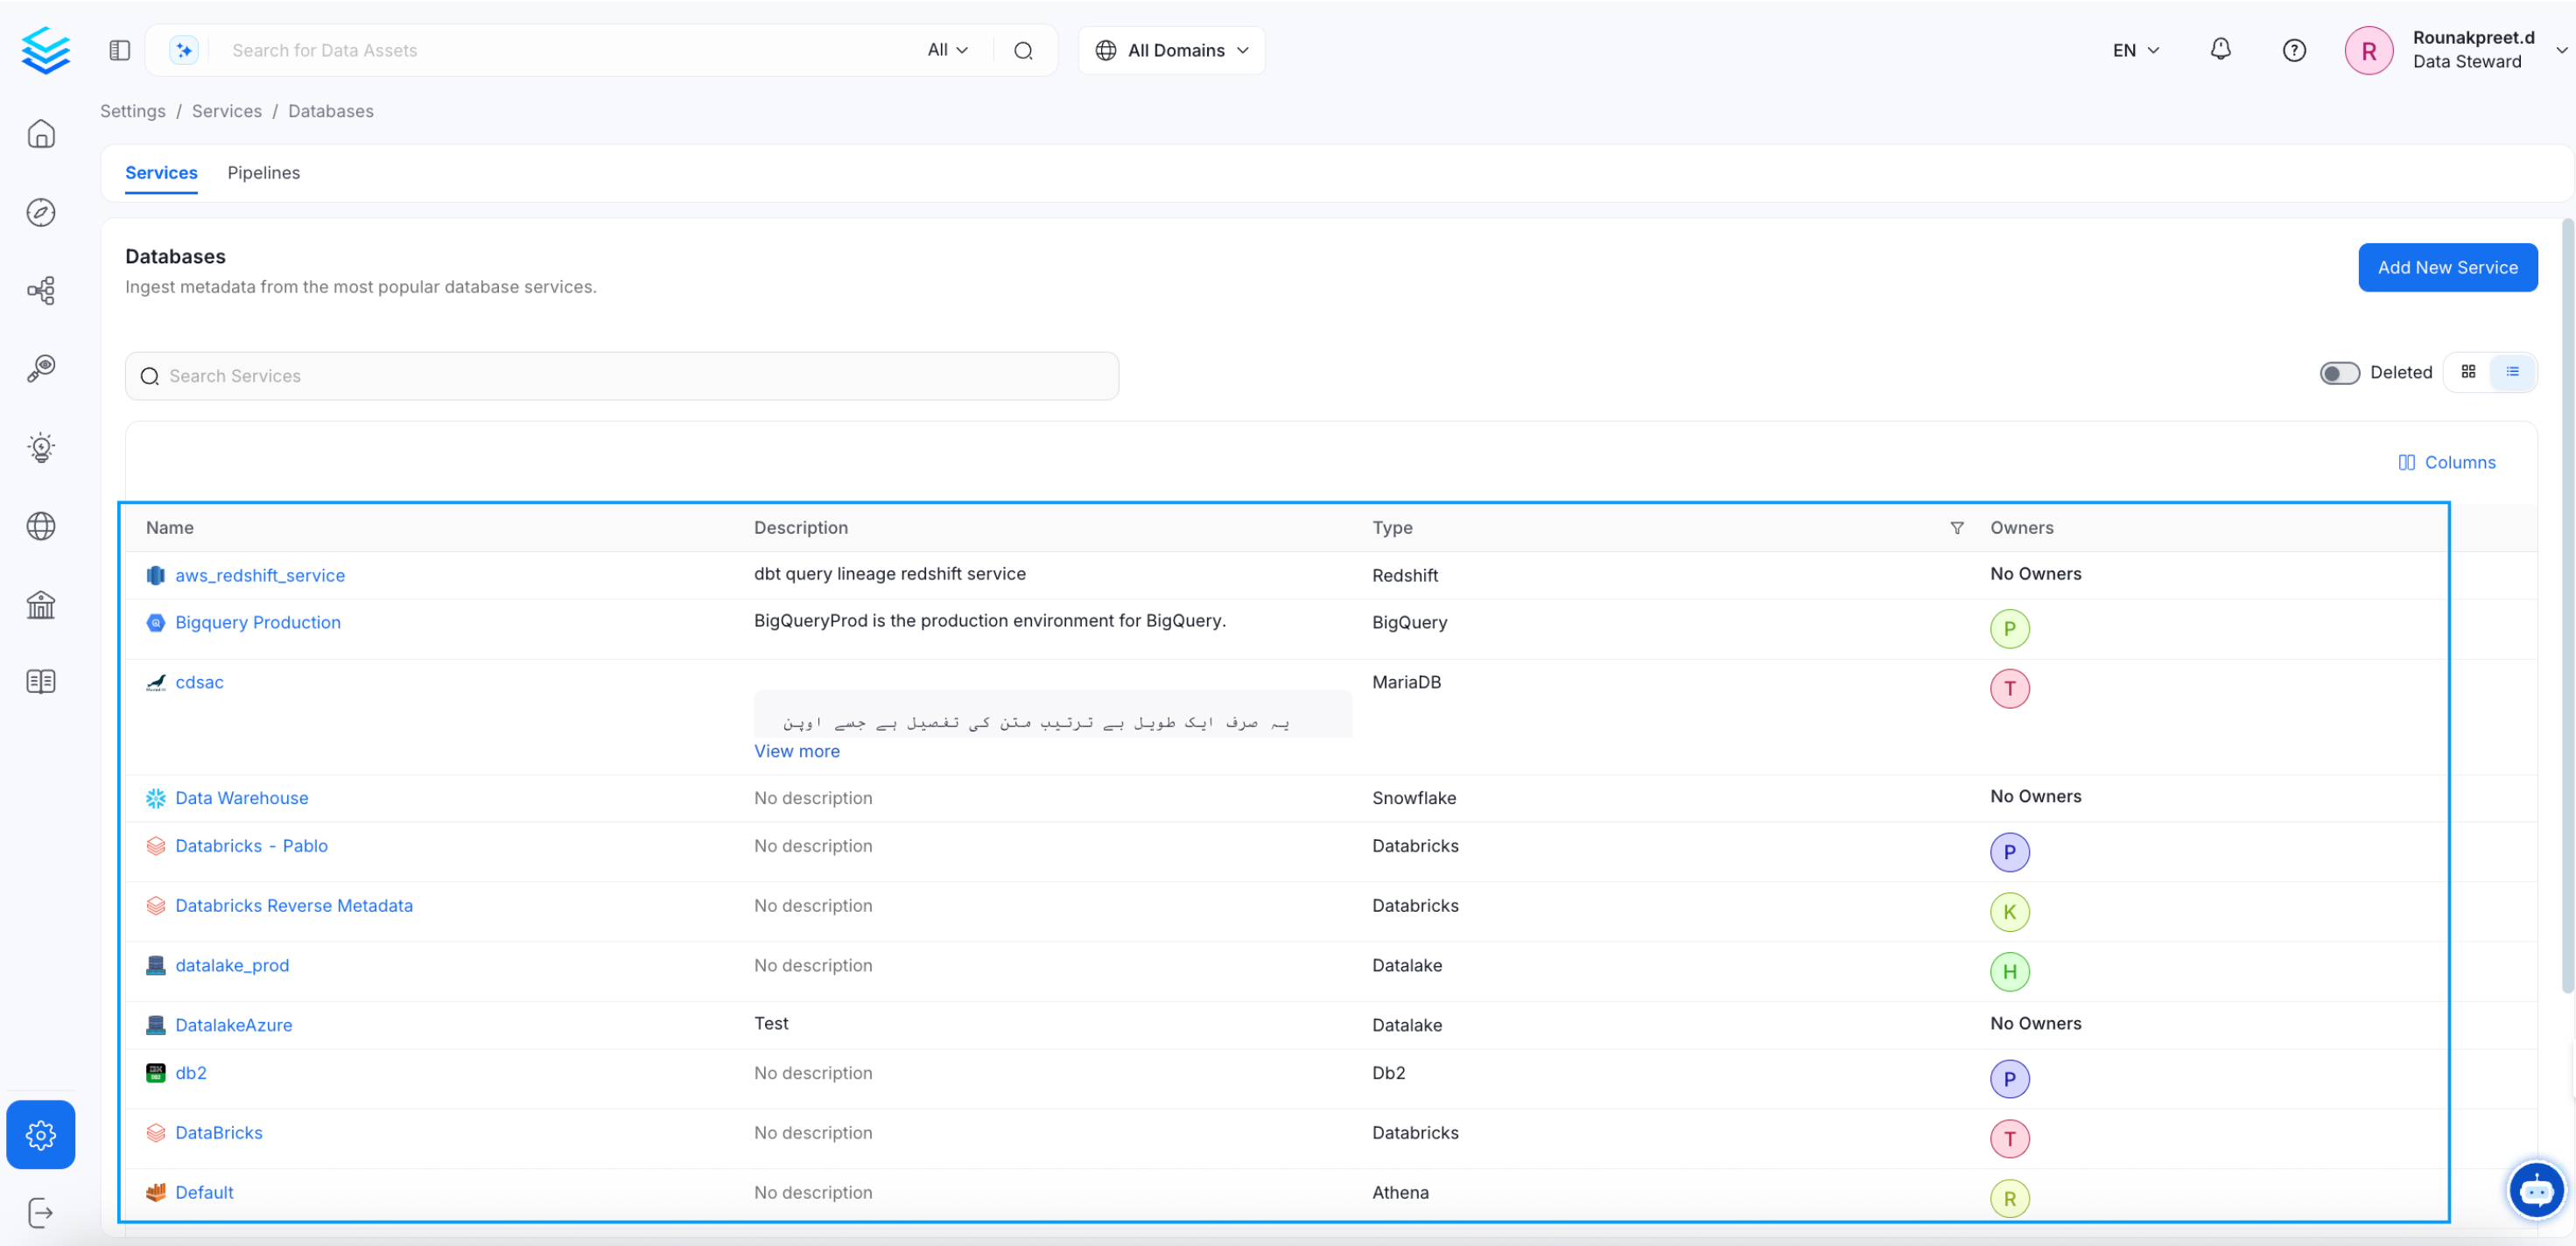 Search for Data Assets
All
All Domains
EN
R
Rounakpreet.d
Data Steward
Settings / Services / Databases
Services
Pipelines
Databases
Ingest metadata from the most popular database services.
Add New Service
Search Services
Deleted
Columns
Name Description Type Owners
aws_redshift_service dbt query lineage redshift service Redshift No Owners
Bigquery Production BigQueryProd is the production environment for BigQuery. BigQuery P
cdsac MariaDB T
یہ صرف ایک طویل بے ترتیب متن کی تفصیل ہے جسے اوپن
View more
Data Warehouse No description Snowflake No Owners
Databricks - Pablo No description Databricks P
Databricks Reverse Metadata No description Databricks K
datalake_prod No description Datalake H
DatalakeAzure Test Datalake No Owners
db2 No description Db2 P
DataBricks No description Databricks T
Default No description Athena R